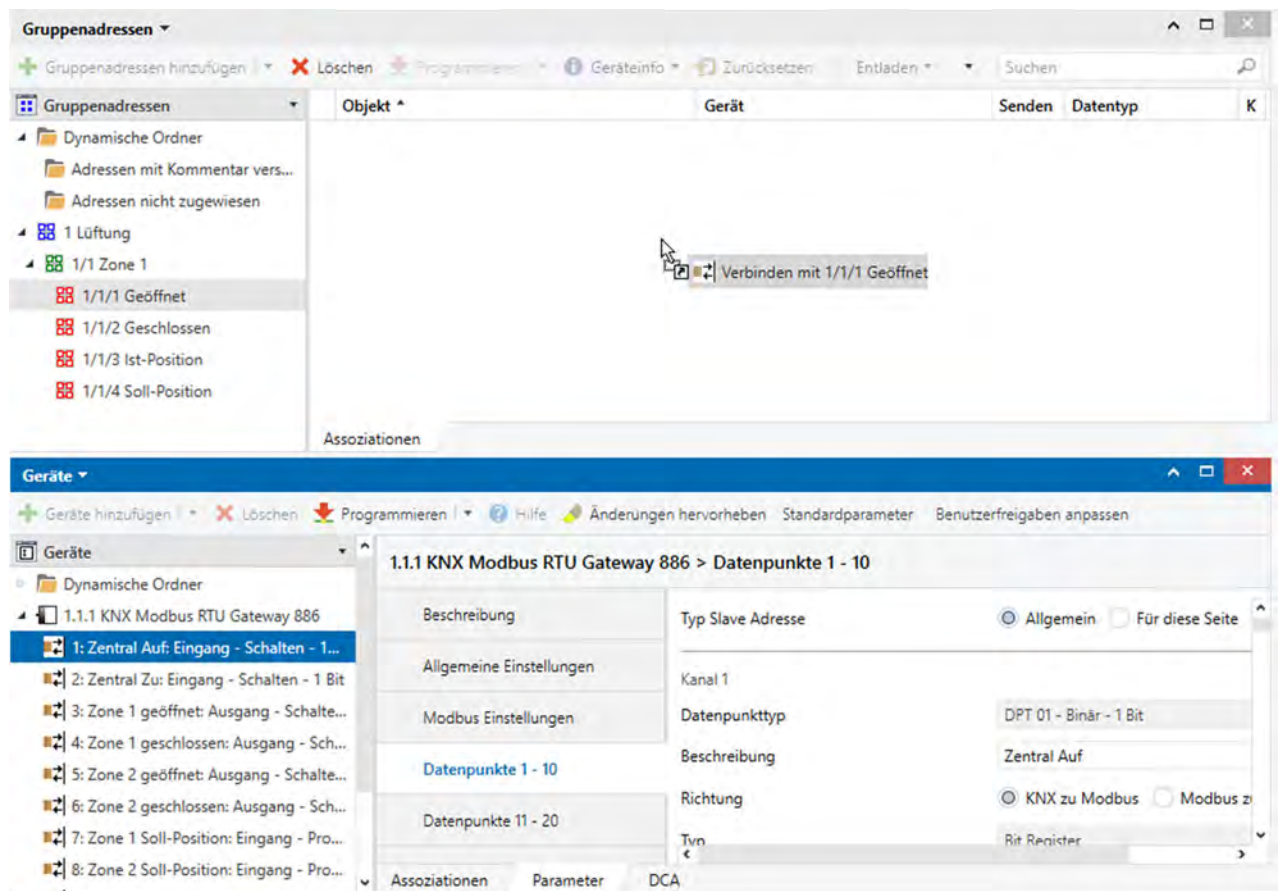 Gruppenadressen
Gruppenadressen hinzufügen Löschen Programmieren Geräteinfo Zurücksetzen Entladen Suchen
Gruppenadressen Objekt Gerät Senden Datentyp K
Dynamische Ordner
Adressen mit Kommentar vers...
Adressen nicht zugewiesen
1 Lüftung
1/1 Zone 1
1/1/1 Geöffnet
1/1/2 Geschlossen
1/1/3 Ist-Position
1/1/4 Soll-Position
Verbinden mit 1/1/1 Geöffnet
Assoziationen
Geräte
Geräte hinzufügen Löschen Programmieren Hilfe Änderungen hervorheben Standardparameter Benutzerfreigaben anpassen
Geräte
Dynamische Ordner
1.1.1 KNX Modbus RTU Gateway 886
1: Zentral Auf: Eingang - Schalten - 1...
2: Zentral Zu: Eingang - Schalten - 1 Bit
3: Zone 1 geöffnet: Ausgang - Schalte...
4: Zone 1 geschlossen: Ausgang - Sch...
5: Zone 2 geöffnet: Ausgang - Schalte...
6: Zone 2 geschlossen: Ausgang - Sch...
7: Zone 1 Soll-Position: Eingang - Pro...
8: Zone 2 Soll-Position: Eingang - Pro...
1.1.1 KNX Modbus RTU Gateway 886 > Datenpunkte 1 - 10
Beschreibung
Allgemeine Einstellungen
Modbus Einstellungen
Datenpunkte 1 - 10
Datenpunkte 11 - 20
Typ Slave Adresse Allgemein Für diese Seite
Kanal 1
Datenpunkttyp DPT 01 - Binär - 1 Bit
Beschreibung Zentral Auf
Richtung KNX zu Modbus Modbus z
Typ Bit Register
Assoziationen Parameter DCA